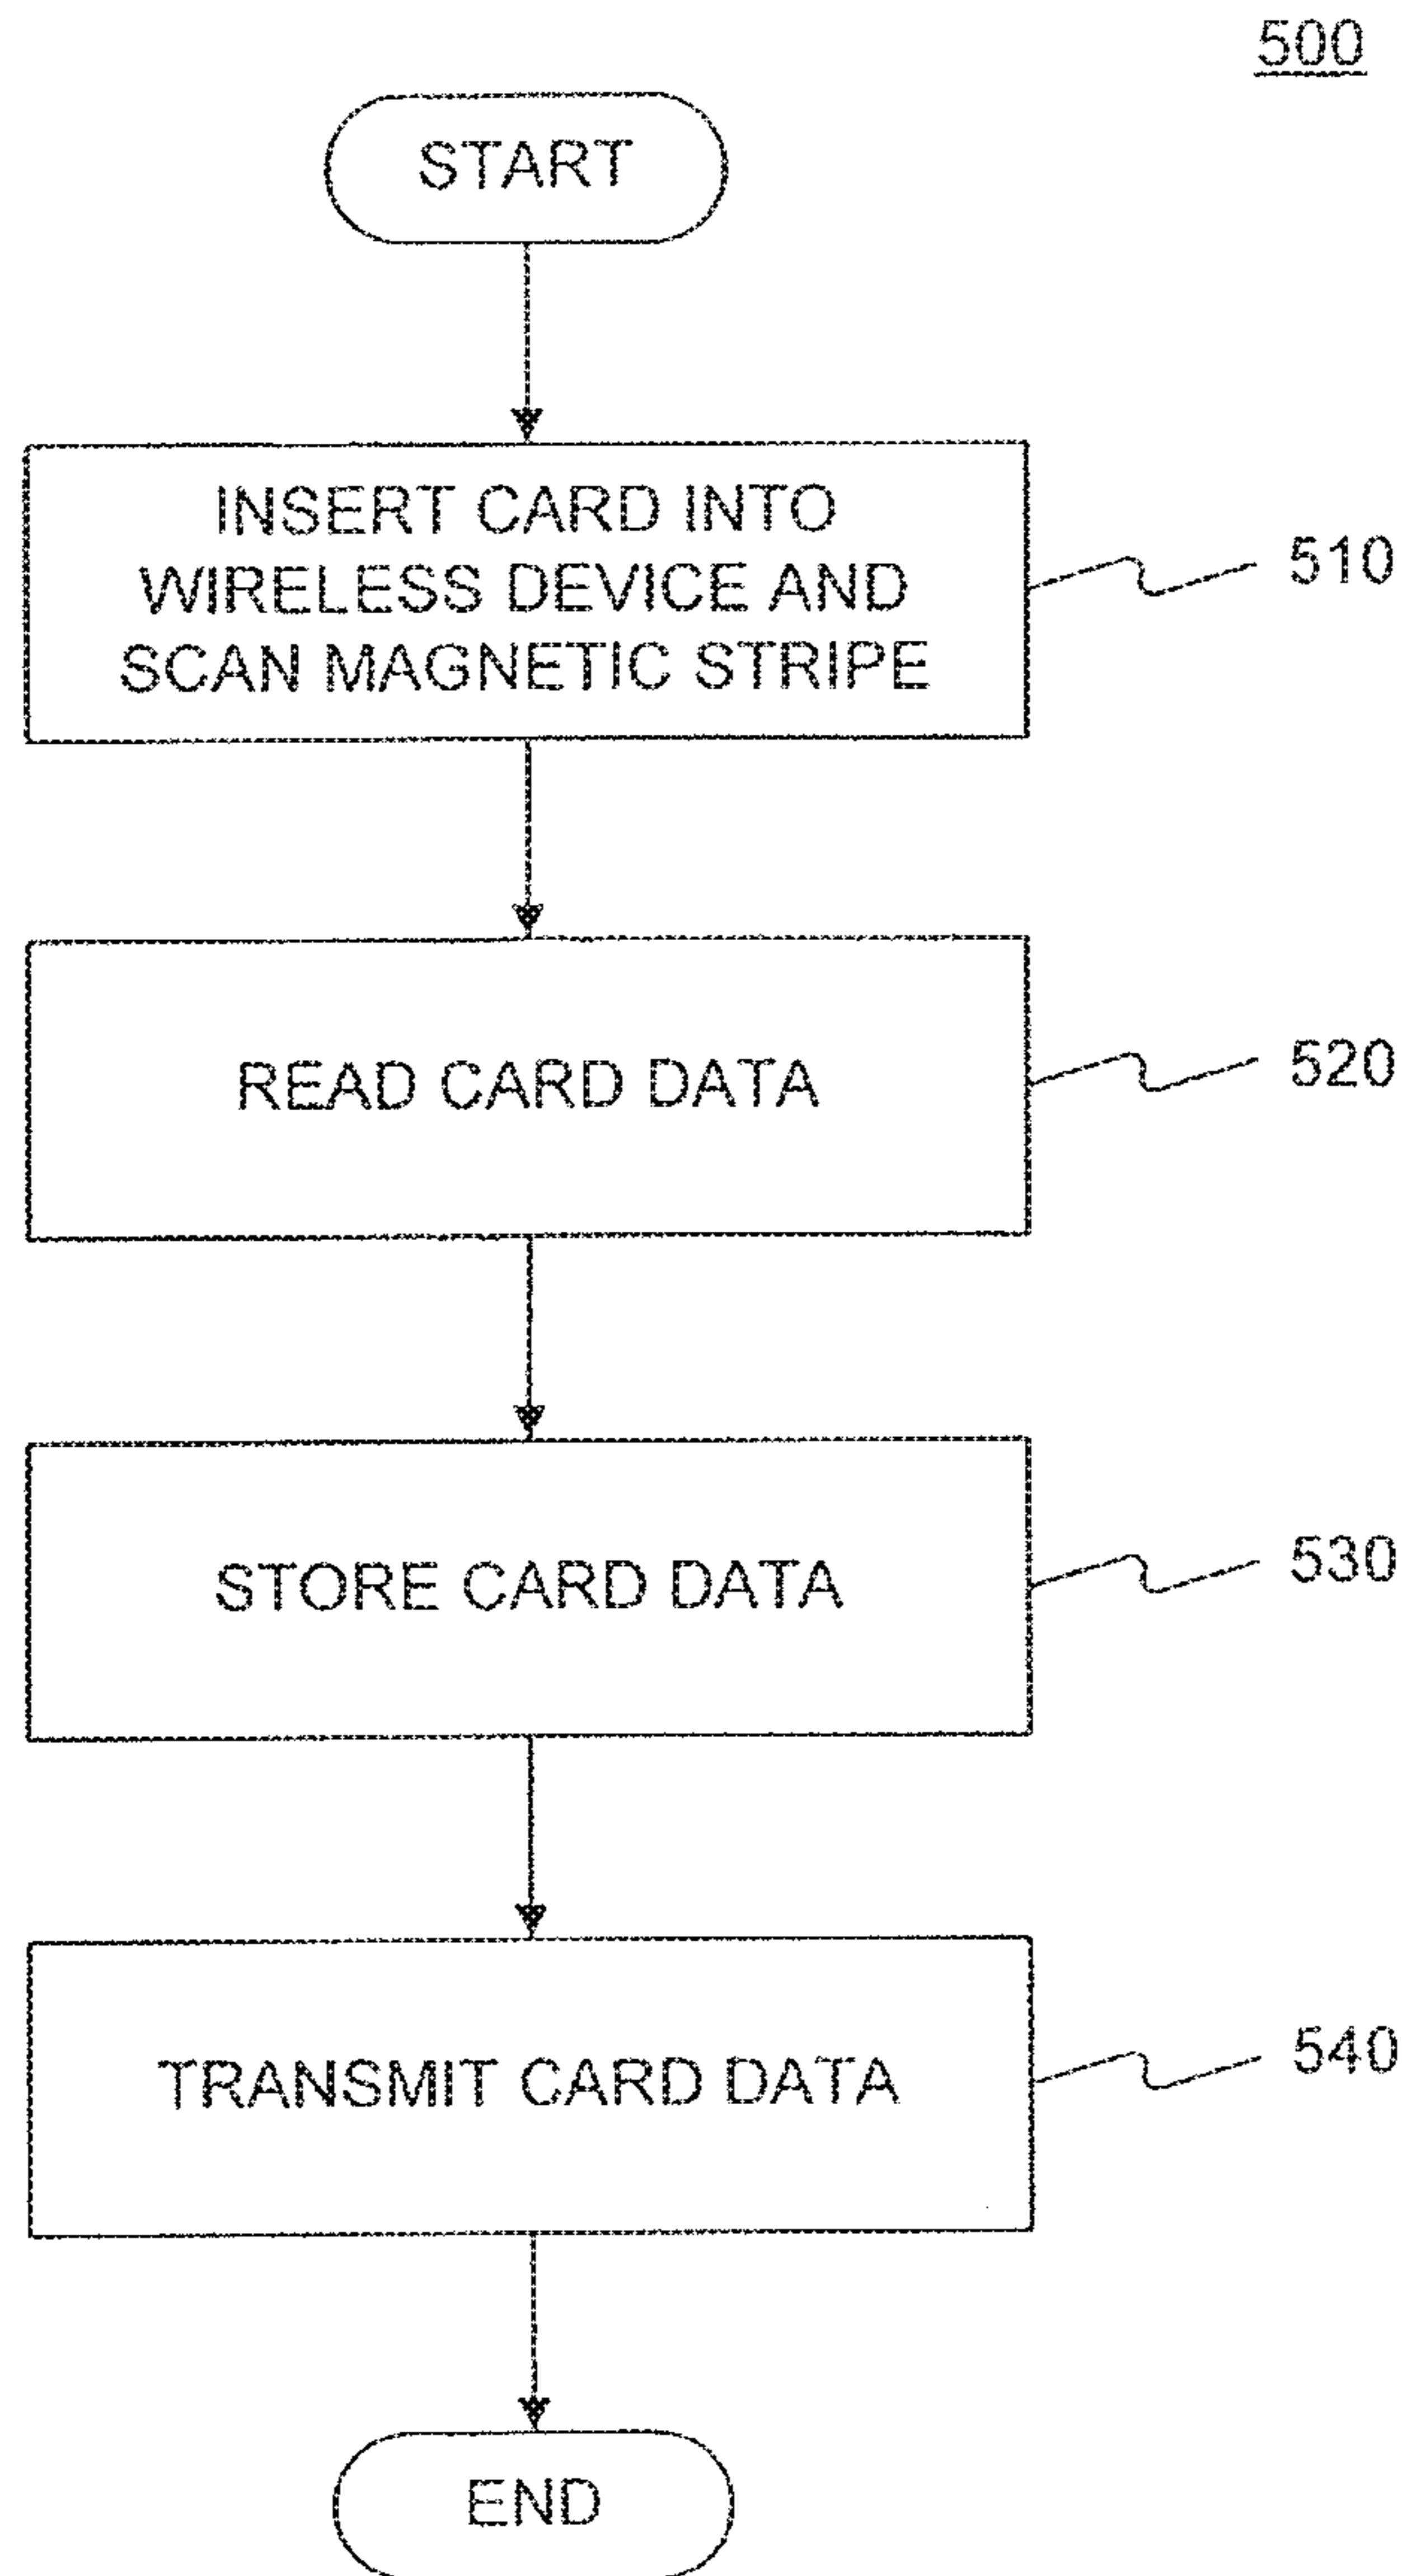 500
START
INSERT CARD INTO
WIRELESS DEVICE AND
SCAN MAGNETIC STRIPE
510
READ CARD DATA
520
STORE CARD DATA
530
TRANSMIT CARD DATA
540
END